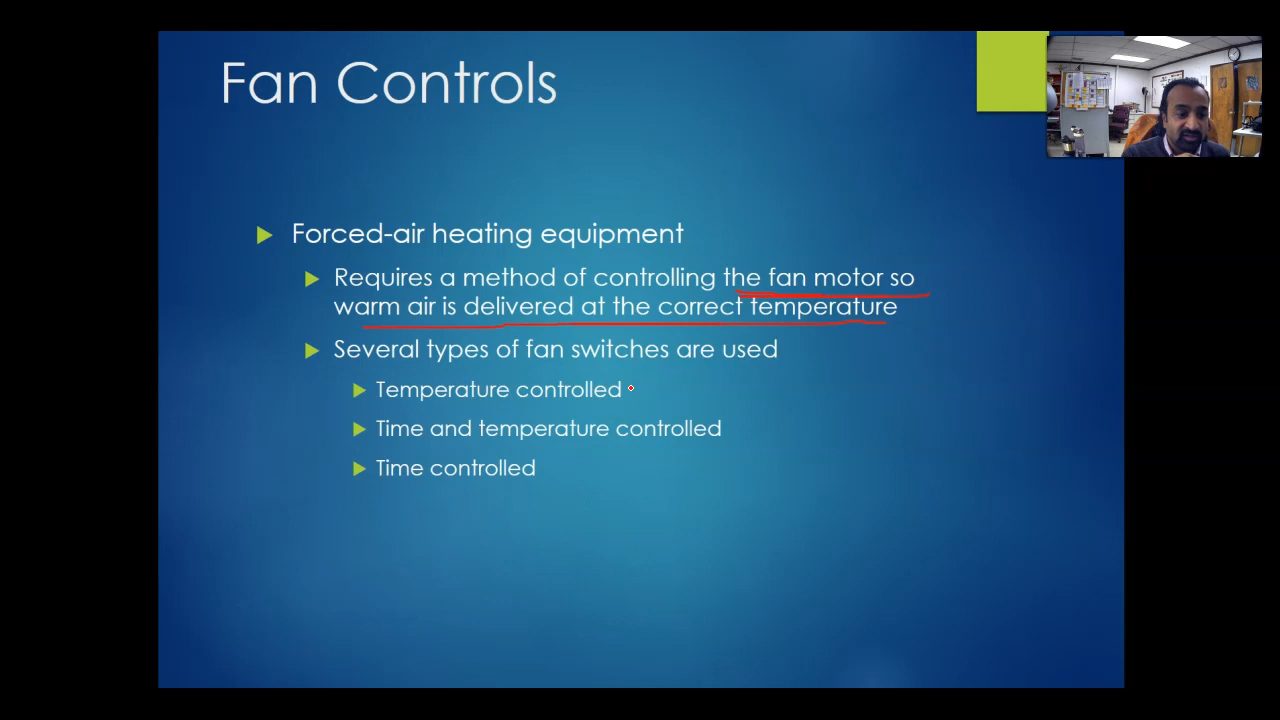 Fan Controls
Forced-air heating equipment
Requires a method of controlling the fan motor so
warm air is delivered at the correct temperature
Several types of fan switches are used
Temperature controlled
Time and temperature controlled
Time controlled